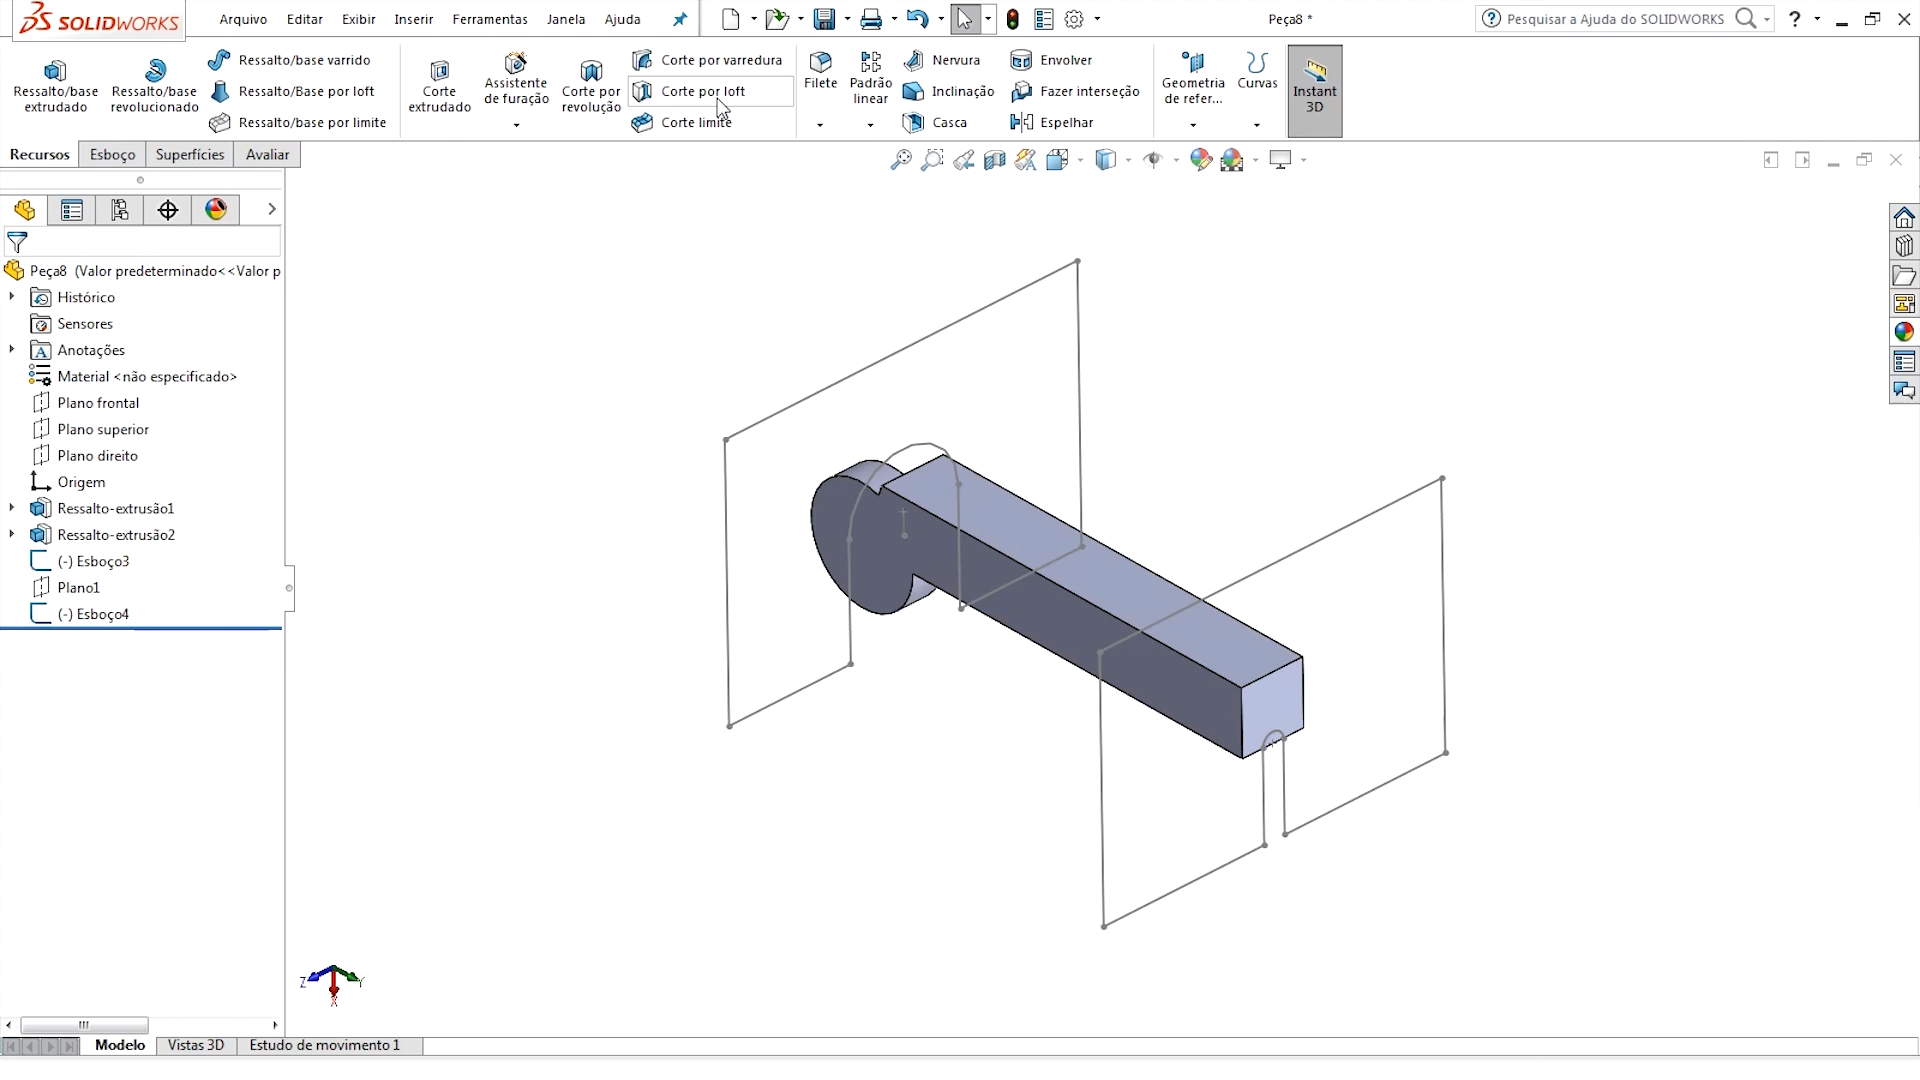 SOLIDWORKS
Arquivo Editar Exibir Inserir Ferramentas Janela Ajuda
Peça8 *
Pesquisar a Ajuda do SOLIDWORKS
?
Ressalto/base extrudado
Ressalto/base revolucionado
Ressalto/base varrido
Ressalto/Base por loft
Ressalto/base por limite
Corte extrudado
Assistente de furação
Corte por revolução
Corte por varredura
Corte por loft
Corte limite
Filete
Padrão linear
Nervura
Inclinação
Casca
Envolver
Fazer interseção
Espelhar
Geometria de refer...
Curvas
Instant 3D
Recursos Esboço Superfícies Avaliar
Peça8 (Valor predeterminado<<Valor p
Histórico
Sensores
Anotações
Material <não especificado>
Plano frontal
Plano superior
Plano direito
Origem
Ressalto-extrusão1
Ressalto-extrusão2
(-) Esboço3
Plano1
(-) Esboço4
Z Y
X
Modelo Vistas 3D Estudo de movimento 1